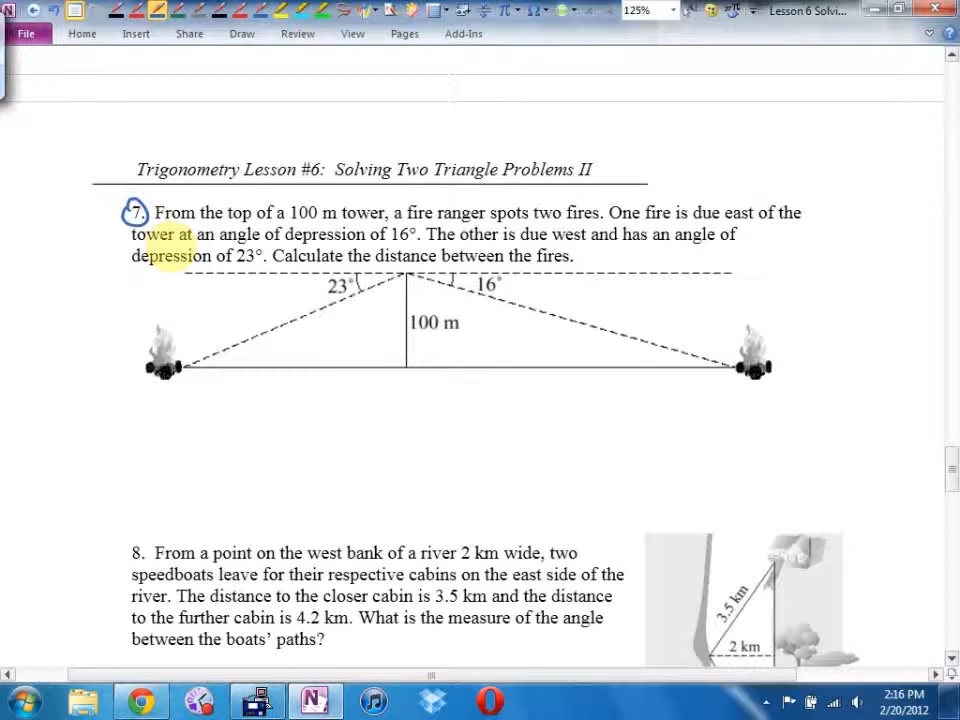 125% Lesson 6 Solvi...
File Home Insert Share Draw Review View Pages Add-Ins
Trigonometry Lesson #6: Solving Two Triangle Problems II
7. From the top of a 100 m tower, a fire ranger spots two fires. One fire is due east of the
tower at an angle of depression of 16°. The other is due west and has an angle of
depression of 23°. Calculate the distance between the fires.
23° 16°
100 m
8. From a point on the west bank of a river 2 km wide, two
speedboats leave for their respective cabins on the east side of the
river. The distance to the closer cabin is 3.5 km and the distance
to the further cabin is 4.2 km. What is the measure of the angle
between the boats' paths?
3.5 km
2 km
2:16 PM
2/20/2012